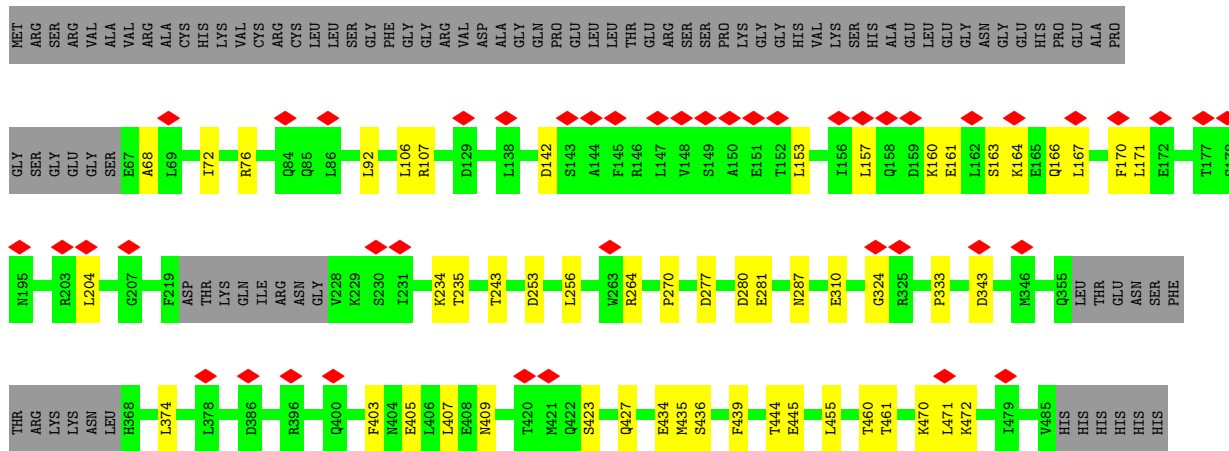 MET ARG SER ARG VAL ALA VAL ARG ALA CYS HIS LYS VAL CYS ARG CYS LEU LEU SER GLY PHE GLY GLY ARG VAL ASP ALA GLY GLN PRO GLU LEU LEU THR GLU ARG SER SER PRO LYS GLY GLY HIS VAL LYS SER HIS ALA GLU LEU GLU GLY ASN GLY GLU HIS PRO GLU ALA PRO
GLY SER GLY GLU GLY SER E67 A68 L69 I72 R76 Q84 Q85 L86 L92 L106 R107 D129 L138 D142 S143 A144 F145 R146 L147 V148 S149 A150 E151 T152 L153 I156 L157 Q158 D159 K160 E161 L162 S163 K164 E165 Q166 L167 F170 L171 E172 T177
N195 R203 L204 G207 F219 ASP THR LYS GLN ILE ARG ASN GLY V228 K229 S230 I231 K234 T235 T243 D253 L256 W263 R264 P270 D277 D280 E281 N287 E310 G324 R325 P333 D343 M346 Q355 LEU THR GLU ASN SER PHE
THR ARG LYS LYS ASN LEU H368 L374 L378 D386 R396 Q400 F403 N404 E405 L406 L407 E408 N409 T420 M421 Q422 S423 Q427 E434 M435 S436 F439 T444 E445 L455 T460 T461 K470 L471 K472 I479 V485 HIS HIS HIS HIS HIS HIS